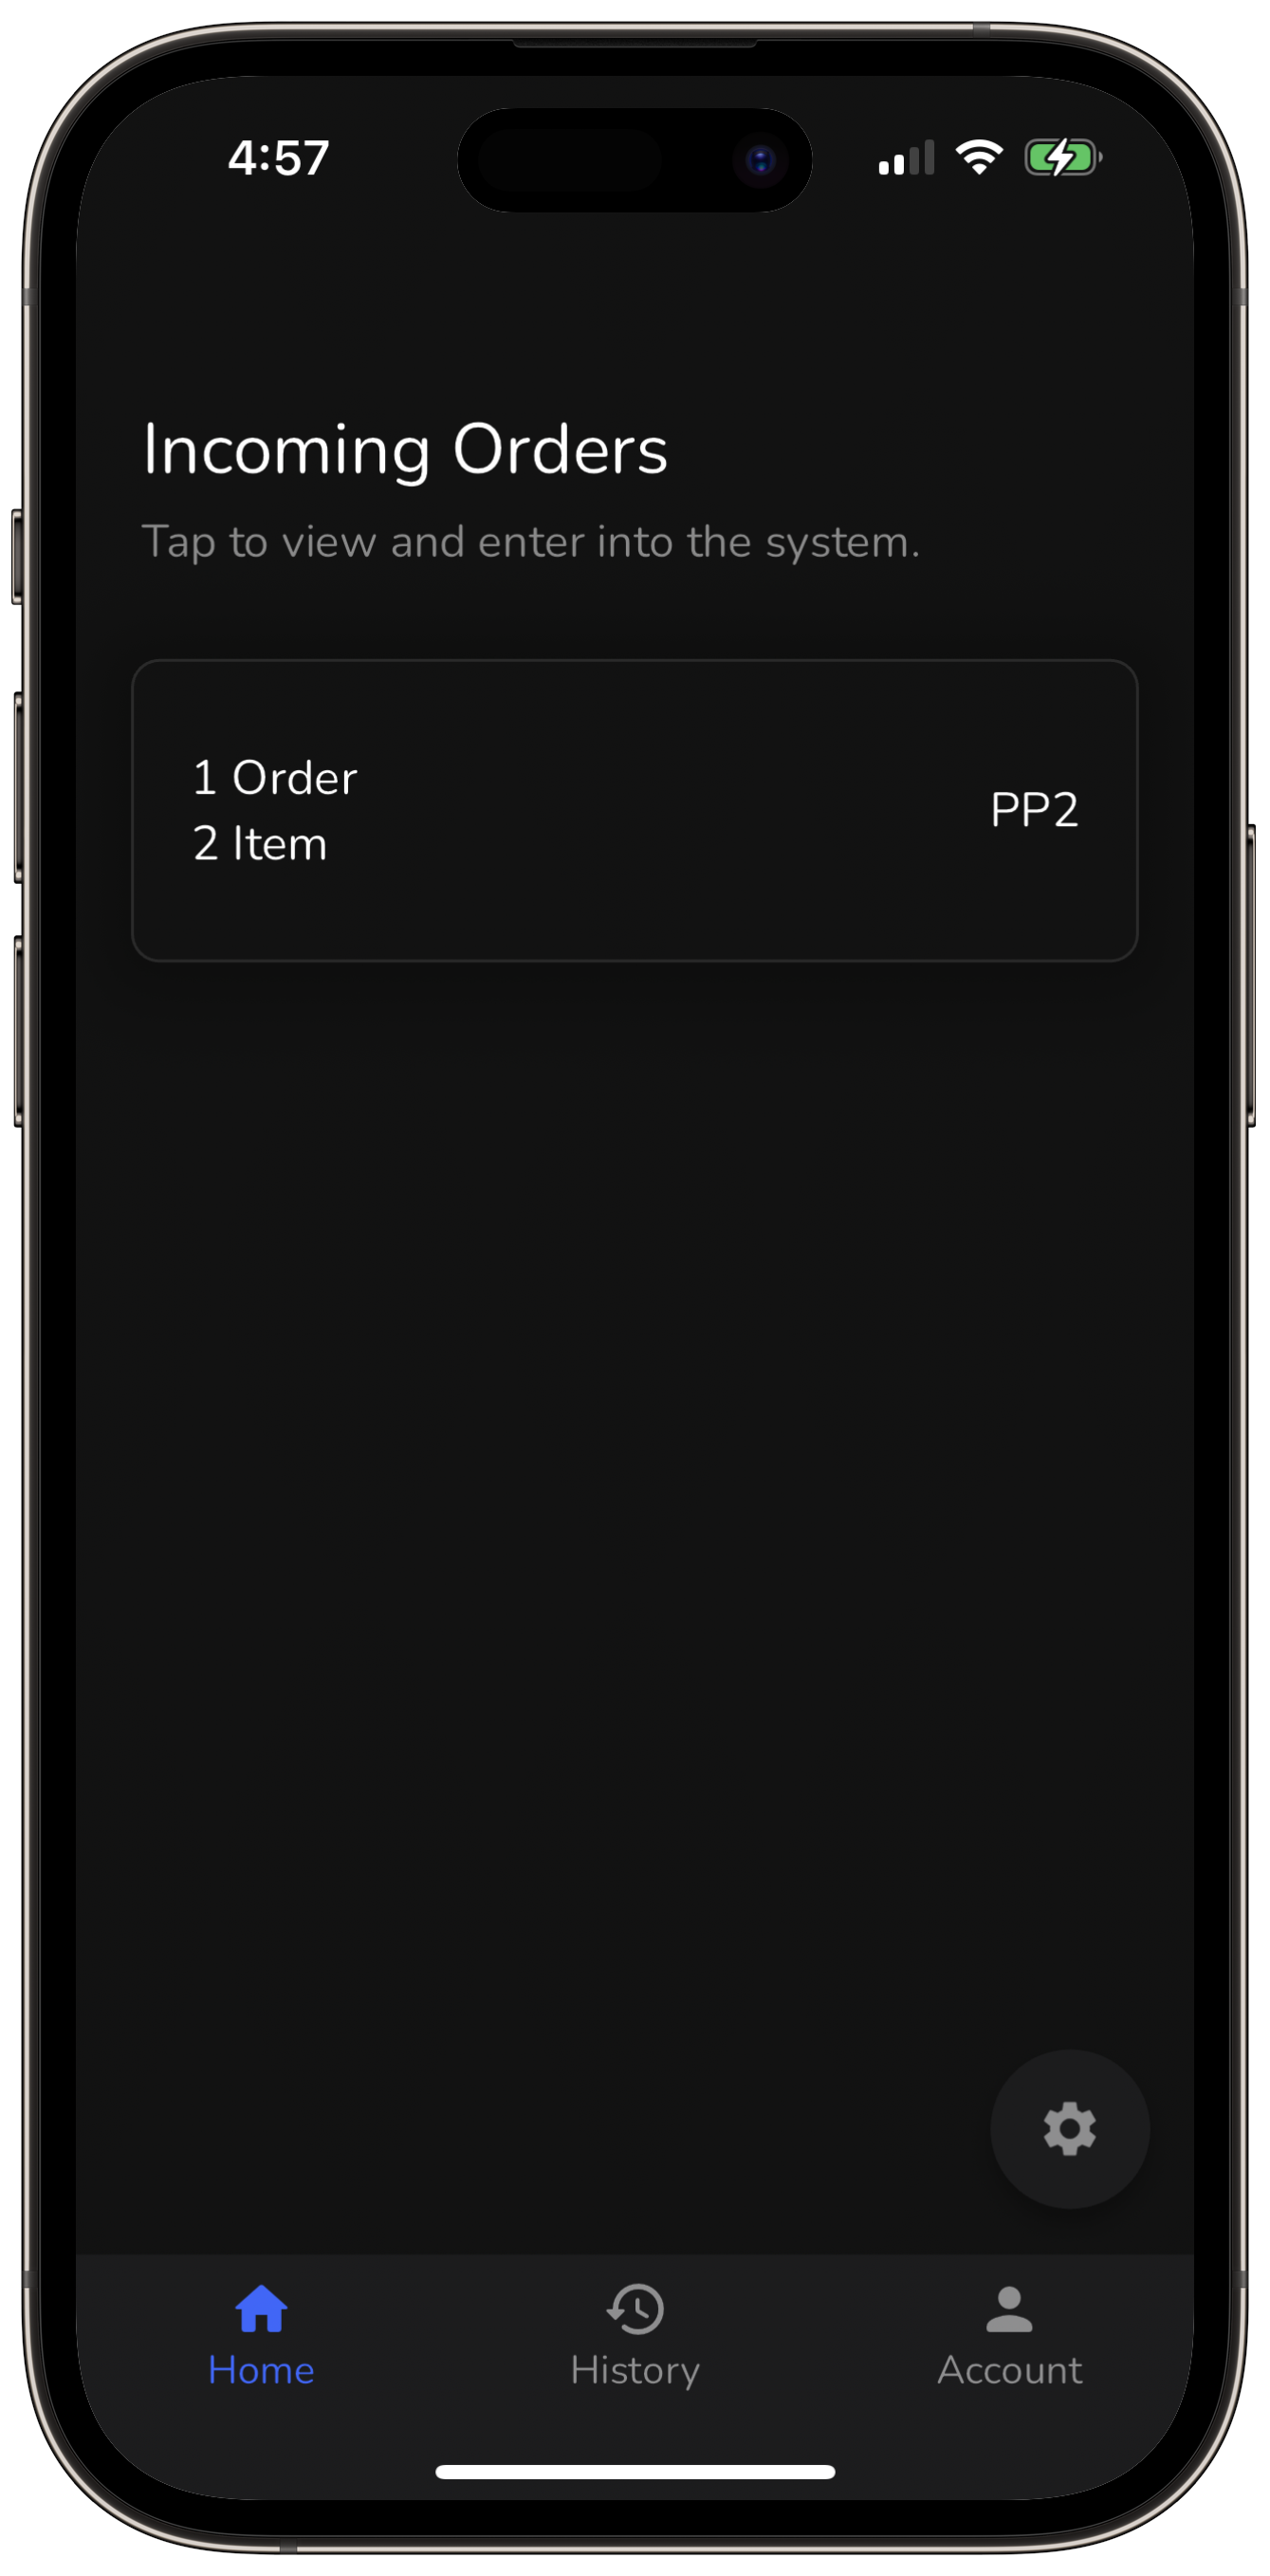 4:57
Incoming Orders
Tap to view and enter into the system.
1 Order
2 Item
PP2
Home
History
Account